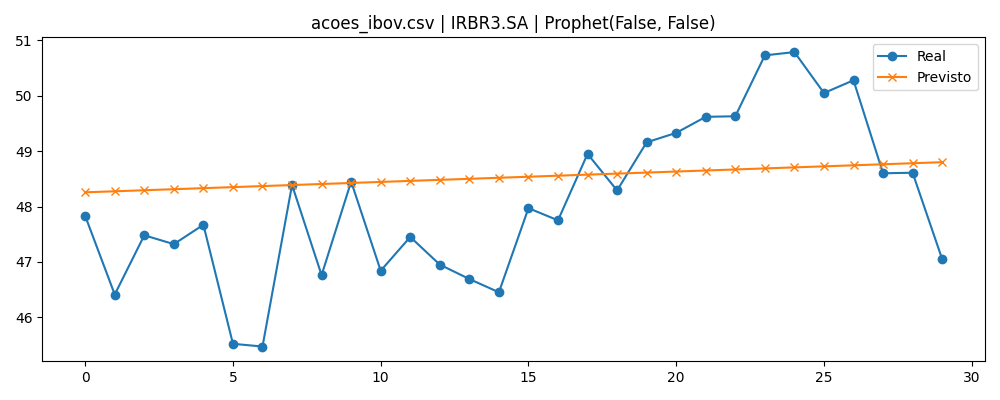 acoes_ibov.csv | IRBR3.SA | Prophet(False, False)
51
50
49
48
47
46
0 5 10 15 20 25 30
Real
Previsto